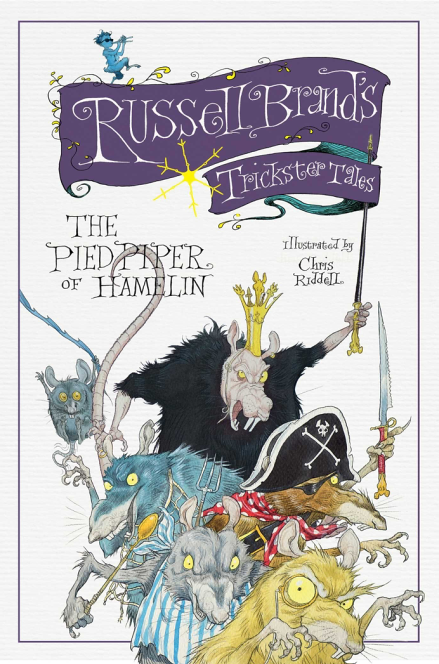 Russell Brand's
Trickster Tales
THE
PIED PIPER
OF HAMELIN
Illustrated by
Chris
Riddell